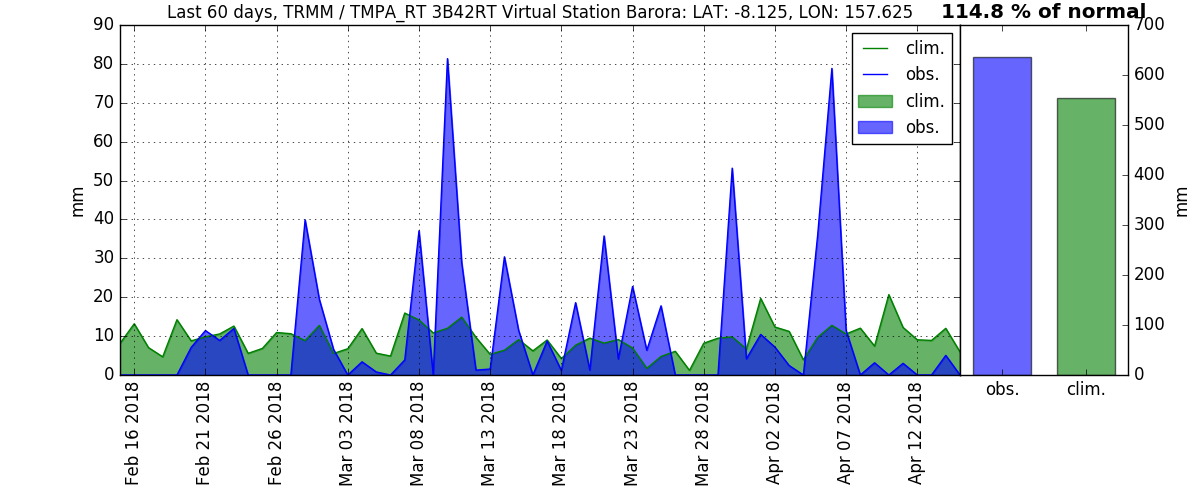 Last 60 days, TRMM / TMPA_RT 3B42RT Virtual Station Barora: LAT: -8.125, LON: 157.625
114.8 % of normal
90
80
70
60
50
40
30
20
10
0
mm
clim.
obs.
clim.
obs.
700
600
500
400
300
200
100
0
mm
obs.
clim.
Feb 16 2018
Feb 21 2018
Feb 26 2018
Mar 03 2018
Mar 08 2018
Mar 13 2018
Mar 18 2018
Mar 23 2018
Mar 28 2018
Apr 02 2018
Apr 07 2018
Apr 12 2018